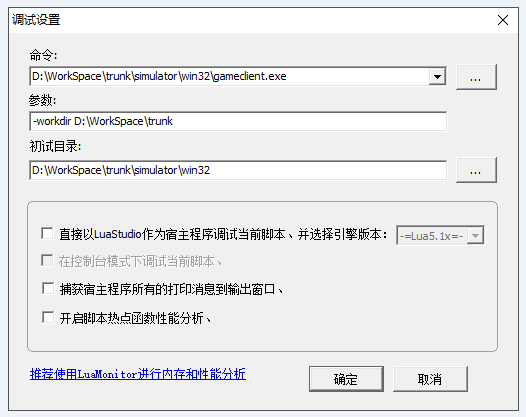 调试设置
命令:
D:\WorkSpace\trunk\simulator\win32\gameclient.exe
...
参数:
-workdir D:\WorkSpace\trunk
初试目录:
D:\WorkSpace\trunk\simulator\win32
...
直接以LuaStudio作为宿主程序调试当前脚本、并选择引擎版本: -=Lua5.1x=-
在控制台模式下调试当前脚本、
捕获宿主程序所有的打印消息到输出窗口、
开启脚本热点函数性能分析、
推荐使用LuaMonitor进行内存和性能分析
确定
取消